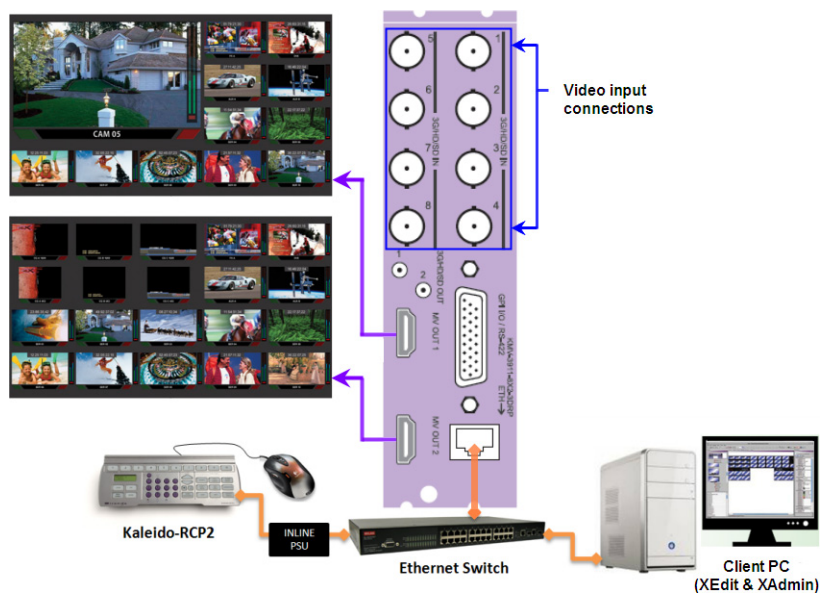 CAM 05
5
1
6
2
3G/HD/SD IN
3G/HD/SD IN
7
3
8
4
Video input
connections
1
2
3G/HD/SD OUT
MV OUT 1
GPI I/O / RS-422
KMV-3911-8X3-3DRP
ETH
MV OUT 2
Kaleido-RCP2
INLINE
PSU
Ethernet Switch
Client PC
(XEdit & XAdmin)